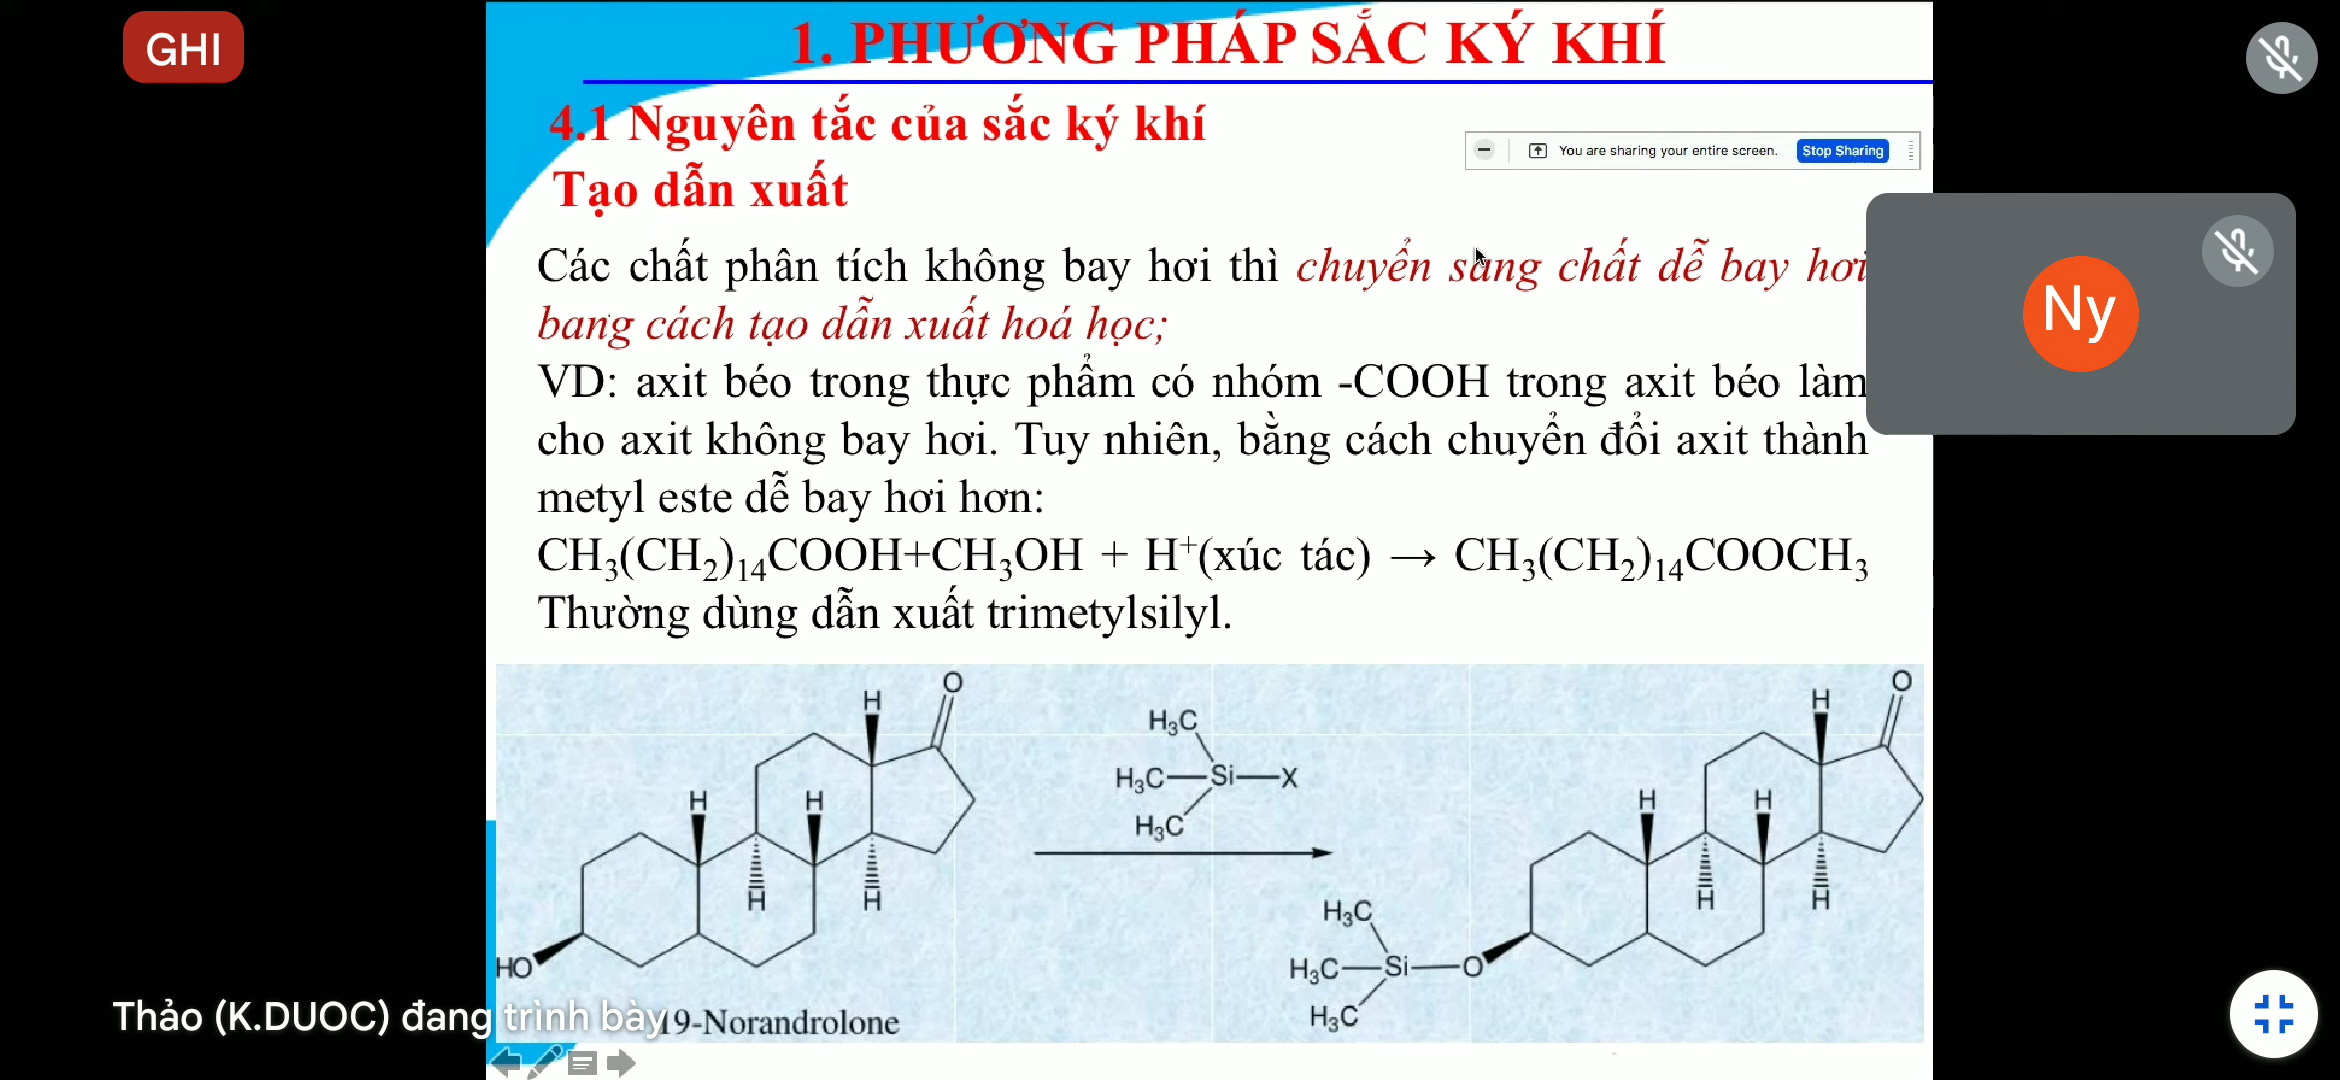 GHI
1. PHƯƠNG PHÁP SẮC KÝ KHÍ
4.1 Nguyên tắc của sắc ký khí
You are sharing your entire screen. Stop Sharing
Tạo dẫn xuất
Các chất phân tích không bay hơi thì chuyển sang chất dễ bay hơi
bang cách tạo dẫn xuất hoá học;
Ny
VD: axit béo trong thực phẩm có nhóm -COOH trong axit béo làm
cho axit không bay hơi. Tuy nhiên, bằng cách chuyển đổi axit thành
metyl este dễ bay hơi hơn:
CH₃(CH₂)₁₄COOH+CH₃OH + H⁺(xúc tác) → CH₃(CH₂)₁₄COOCH₃
Thường dùng dẫn xuất trimetylsilyl.
H O
H H
H H
HO
H₃C
H₃C Si X
H₃C
H O
H H
H H
H₃C
H₃C Si O
H₃C
Thảo (K.DUOC) đang trình bày
19-Norandrolone